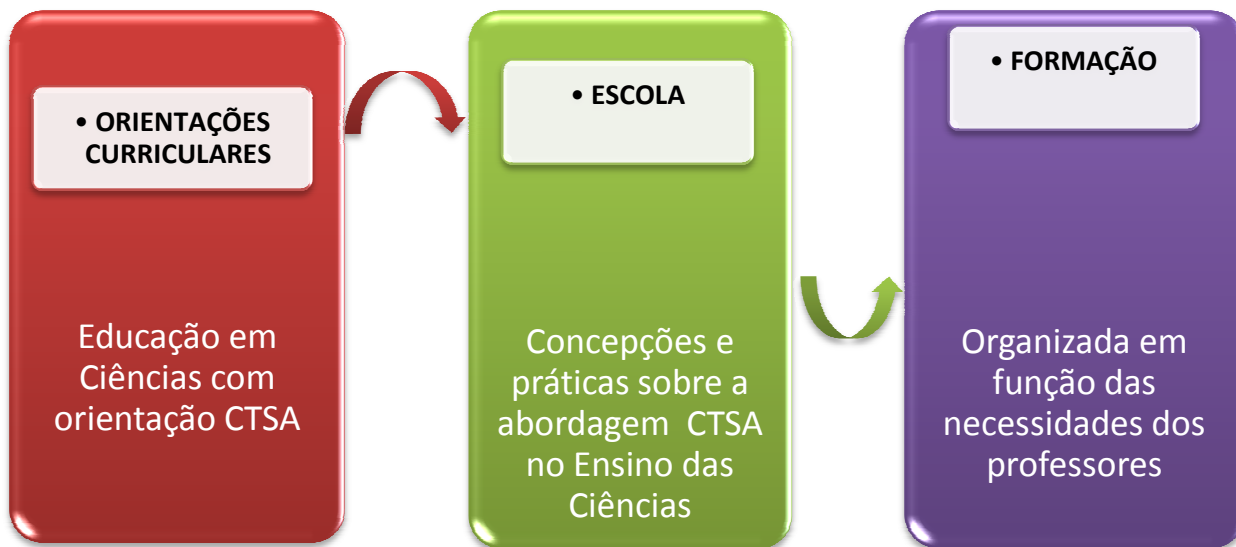 • ORIENTAÇÕES
CURRICULARES
Educação em
Ciências com
orientação CTSA
• ESCOLA
Concepções e
práticas sobre a
abordagem CTSA
no Ensino das
Ciências
• FORMAÇÃO
Organizada em
função das
necessidades dos
professores